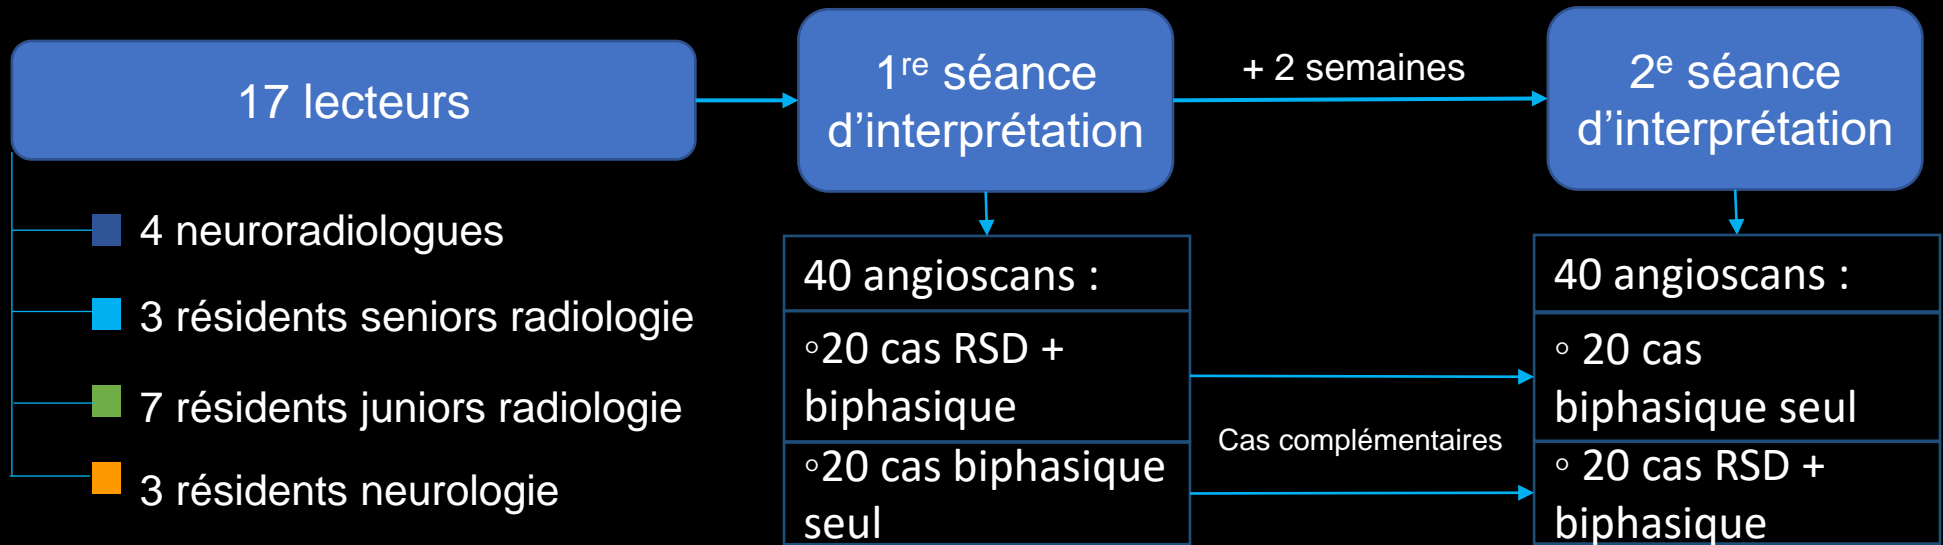 17 lecteurs
4 neuroradiologues
3 résidents seniors radiologie
7 résidents juniors radiologie
3 résidents neurologie
1re séance
d’interprétation
+ 2 semaines
2e séance
d’interprétation
40 angioscans :
◦20 cas RSD +
biphasique
◦20 cas biphasique
seul
Cas complémentaires
40 angioscans :
◦ 20 cas
biphasique seul
◦ 20 cas RSD +
biphasique